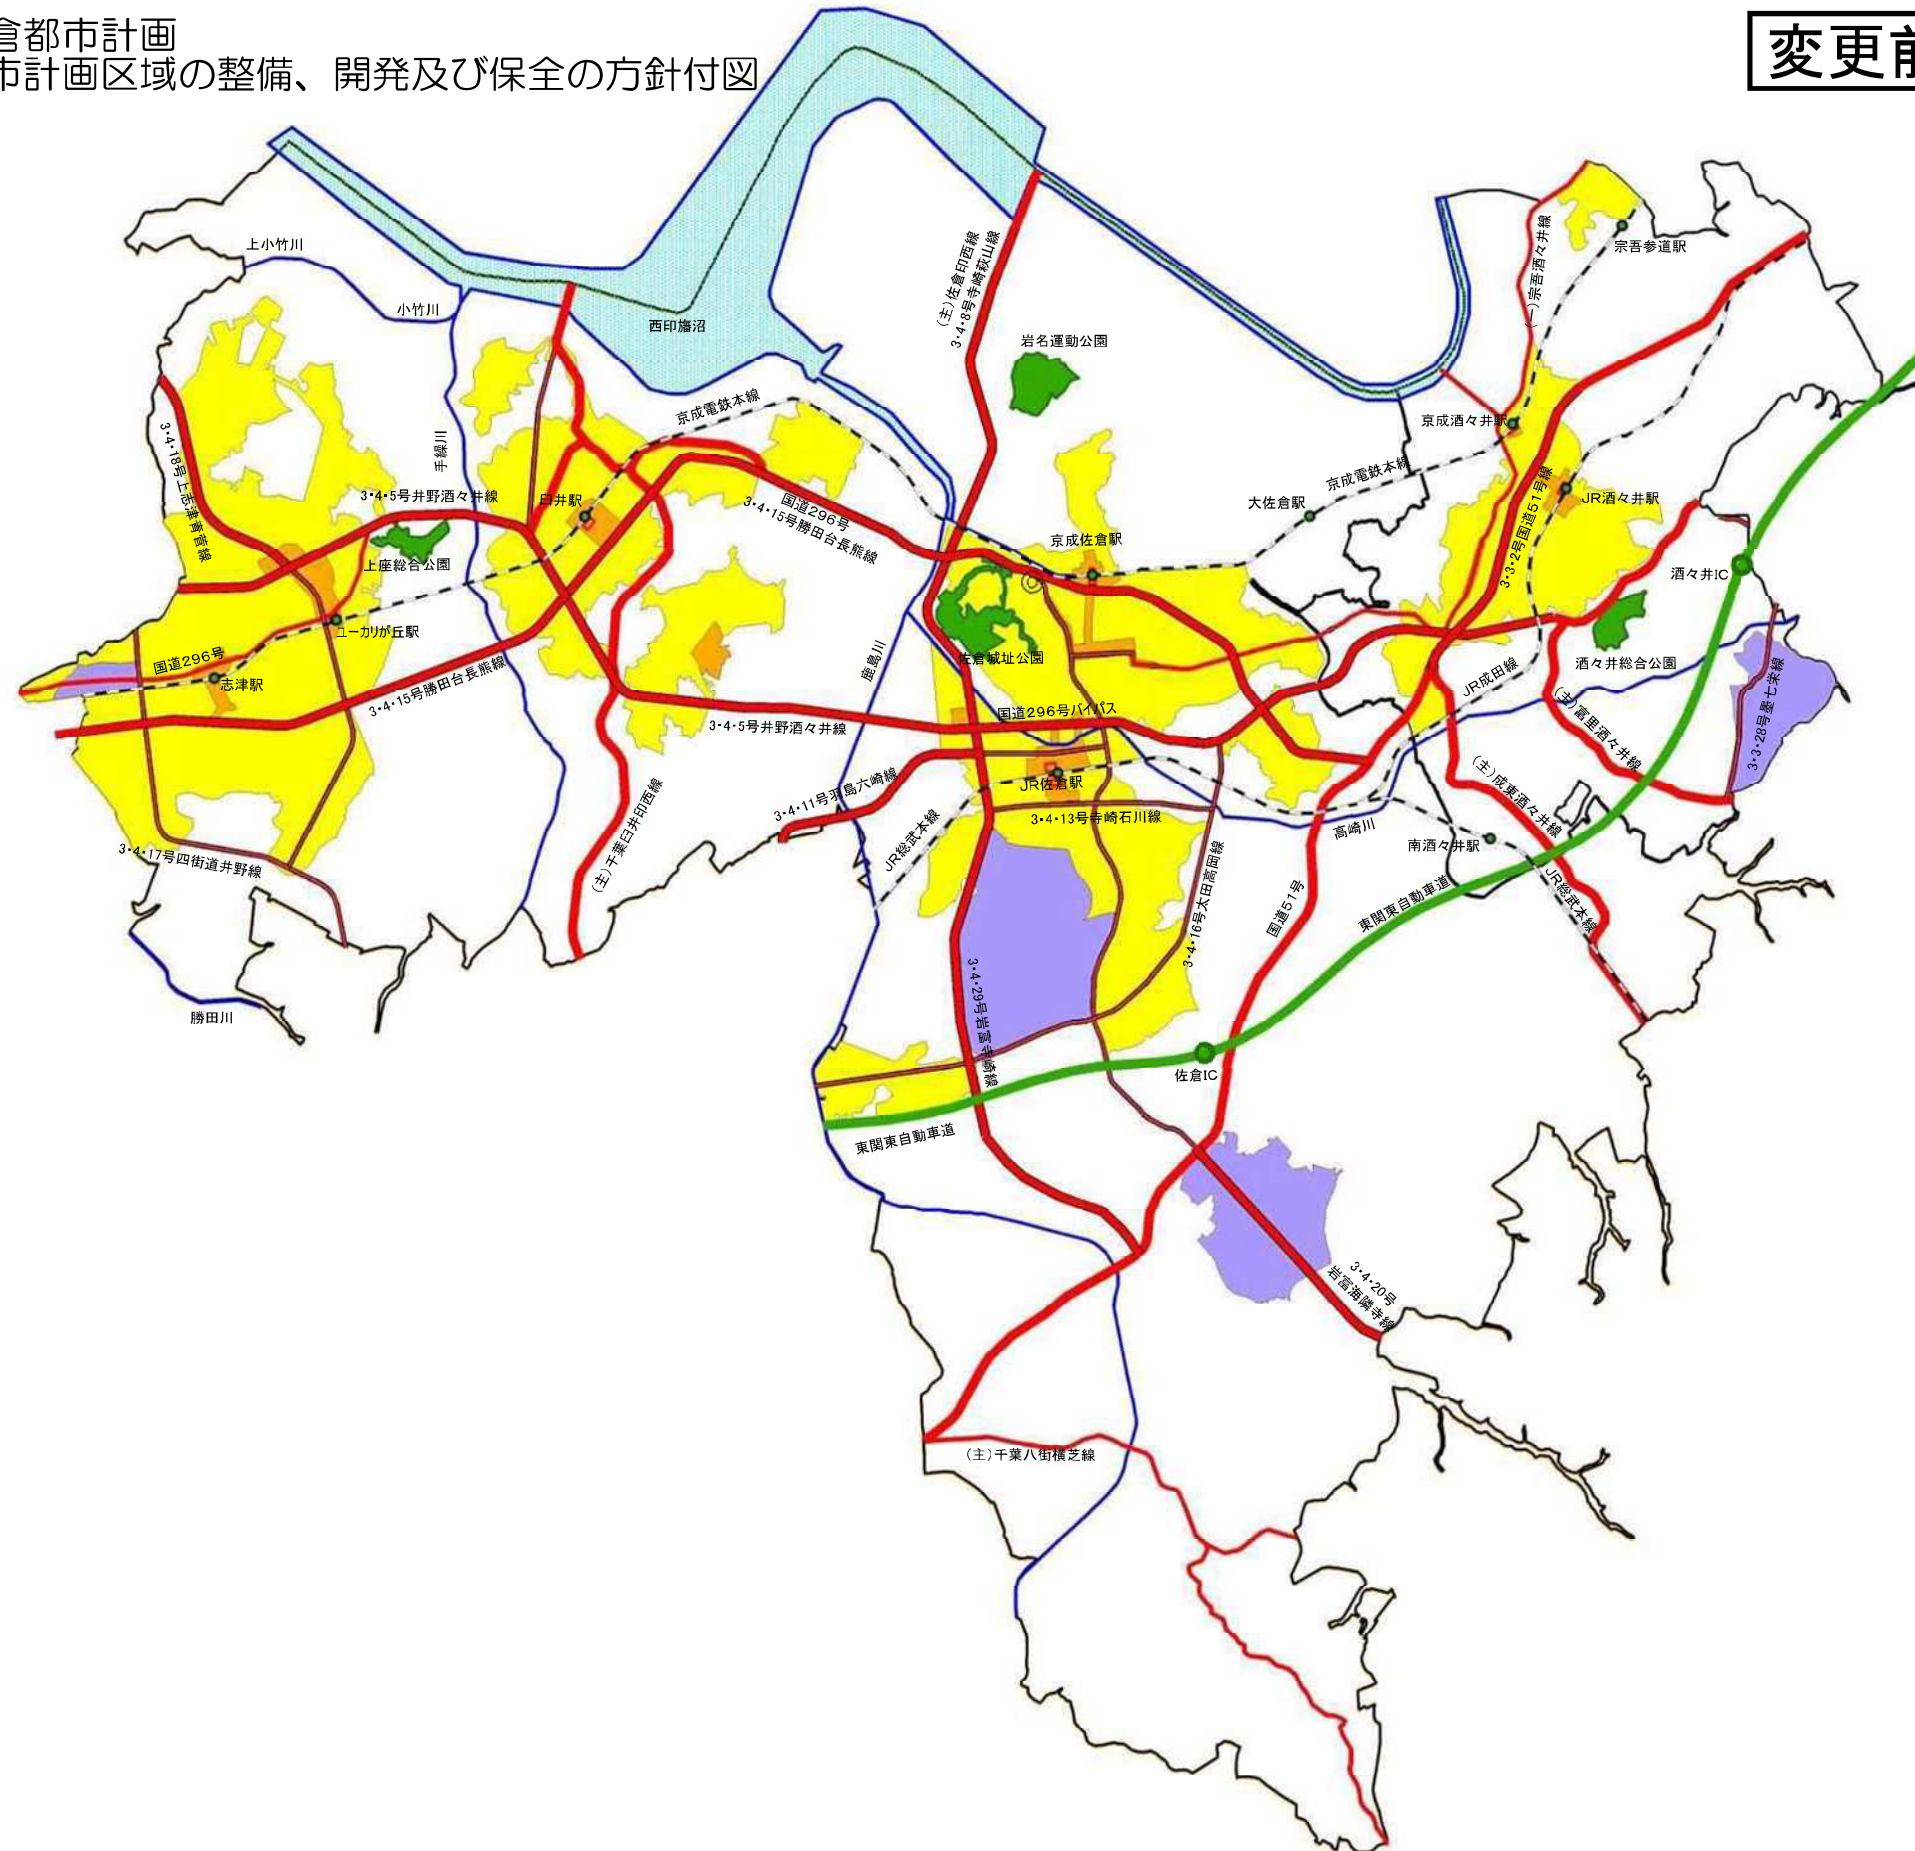 倉都市計画
市計画区域の整備、開発及び保全の方針付図
変更前
上小竹川
小竹川
西印旛沼
(主)佐倉印西線
3・4・8号寺崎萩山線
岩名運動公園
(一)宗吾酒々井線
宗吾参道駅
京成酒々井駅
京成電鉄本線
手繰川
3・4・18号上志津青菅線
3・4・5号井野酒々井線
臼井駅
国道296号
3・4・15号勝田台長熊線
京成電鉄本線
大佐倉駅
3・3・2号国道51号線
JR酒々井駅
上座総合公園
京成佐倉駅
酒々井IC
ユーカリが丘駅
国道296号
志津駅
3・4・15号勝田台長熊線
鹿島川
佐倉城址公園
JR成田線
酒々井総合公園
(主)富里酒々井線
3・3・28号墨七栄線
3・4・5号井野酒々井線
国道296号バイパス
(主)千葉臼井印西線
3・4・11号羽鳥六崎線
JR佐倉駅
JR総武本線
3・4・13号寺崎石川線
高崎川
(主)成東酒々井線
南酒々井駅
JR総武本線
3・4・17号四街道井野線
3・4・16号太田高岡線
国道51号
東関東自動車道
勝田川
3・4・29号岩富寺崎線
佐倉IC
東関東自動車道
3・4・20号
岩富海隣寺線
(主)千葉八街横芝線